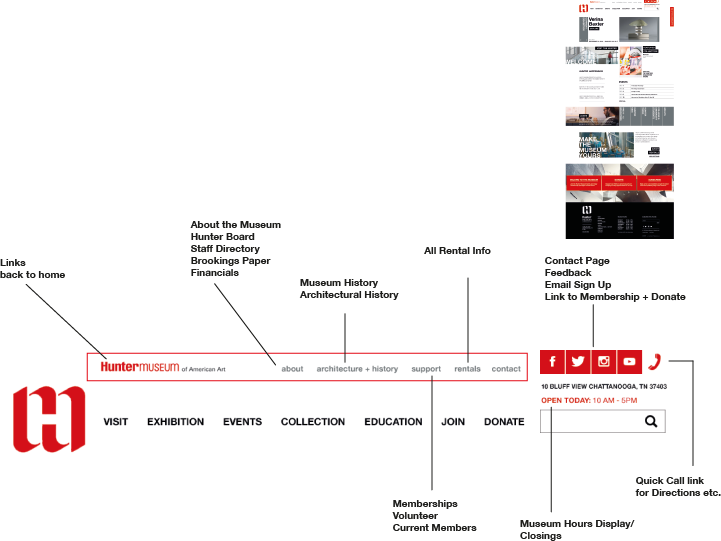 Verina
Baxter
WELCOME
MAKE
THE
MUSEUM
YOURS
About the Museum
Hunter Board
Staff Directory
Brookings Paper
Financials
All Rental Info
Links
back to home
Museum History
Architectural History
Contact Page
Feedback
Email Sign Up
Link to Membership + Donate
Huntermuseum of American Art
about architecture + history support rentals contact
10 BLUFF VIEW CHATTANOOGA, TN 37403
OPEN TODAY: 10 AM - 5PM
VISIT EXHIBITION EVENTS COLLECTION EDUCATION JOIN DONATE
Quick Call link
for Directions etc.
Memberships
Volunteer
Current Members
Museum Hours Display/
Closings